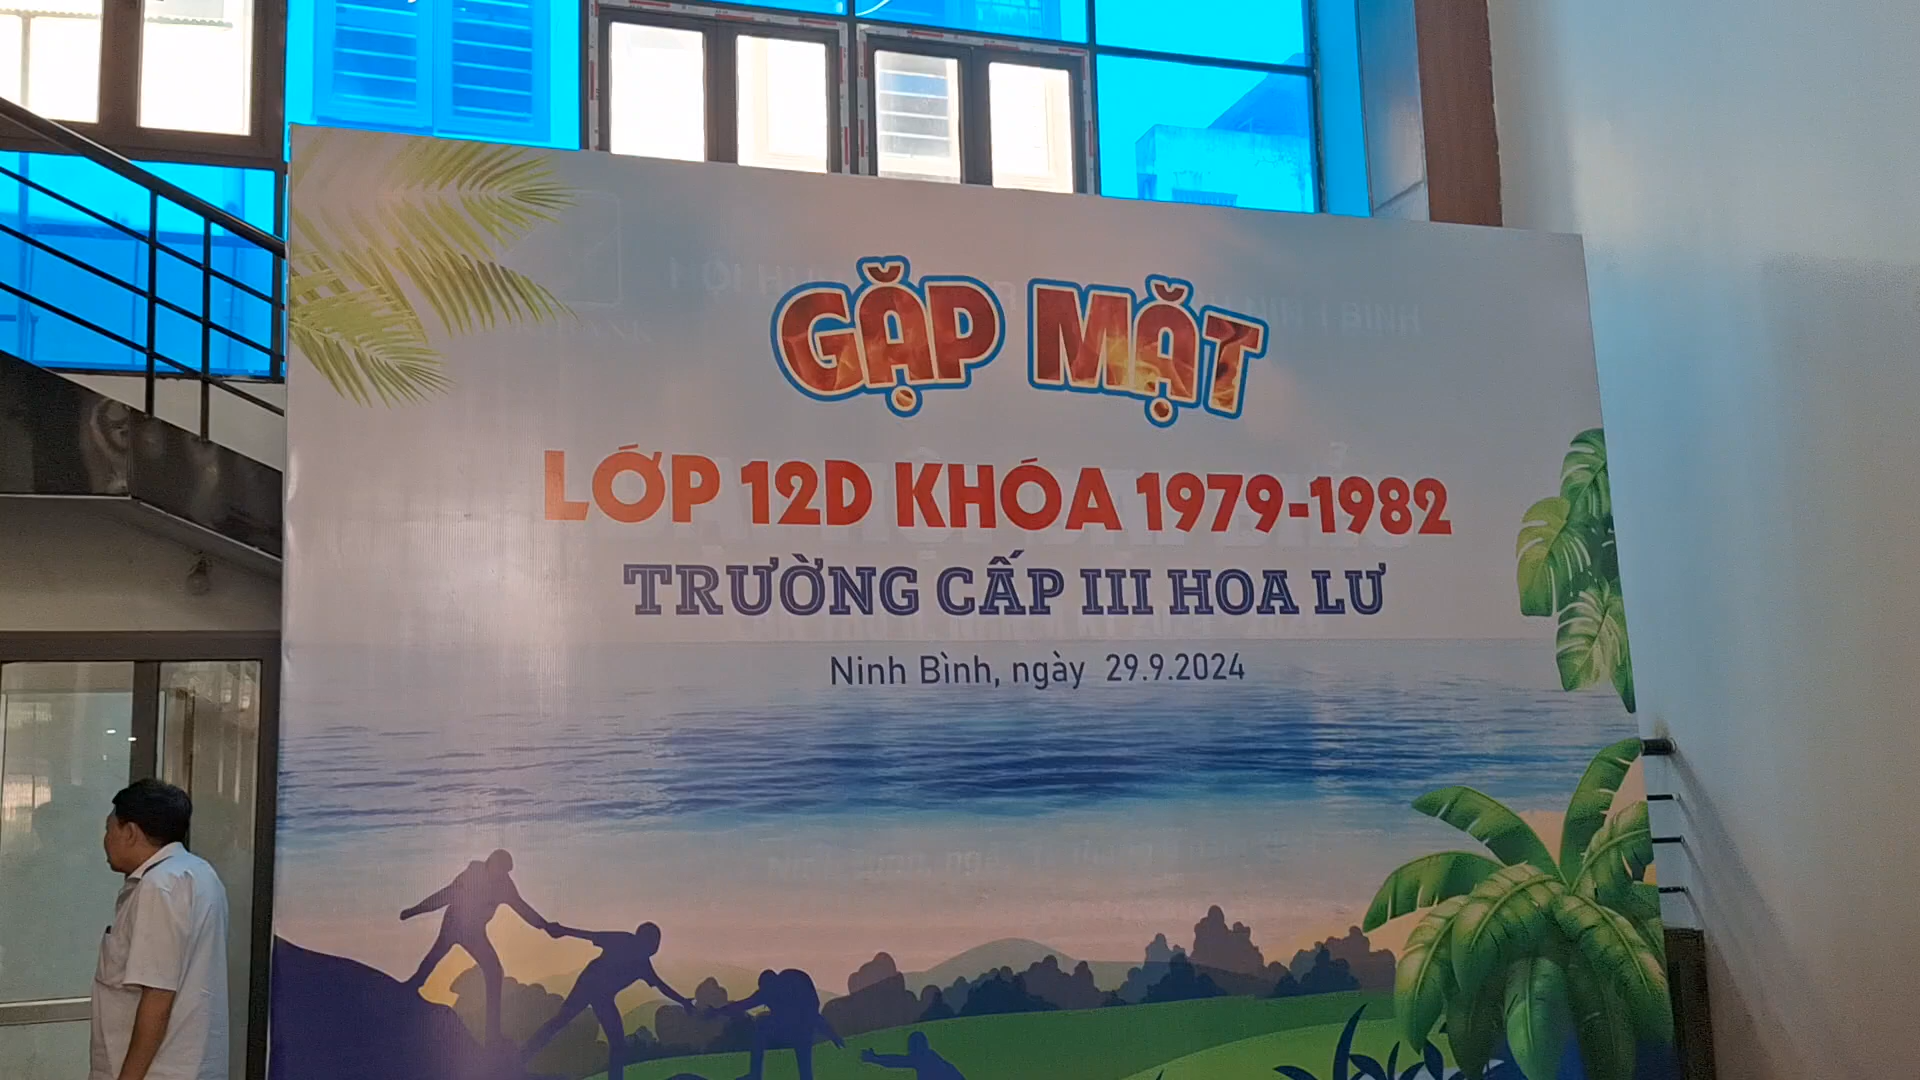 GẶP MẶT
LỚP 12D KHÓA 1979-1982
TRƯỜNG CẤP III HOA LƯ
Ninh Bình, ngày 29.9.2024